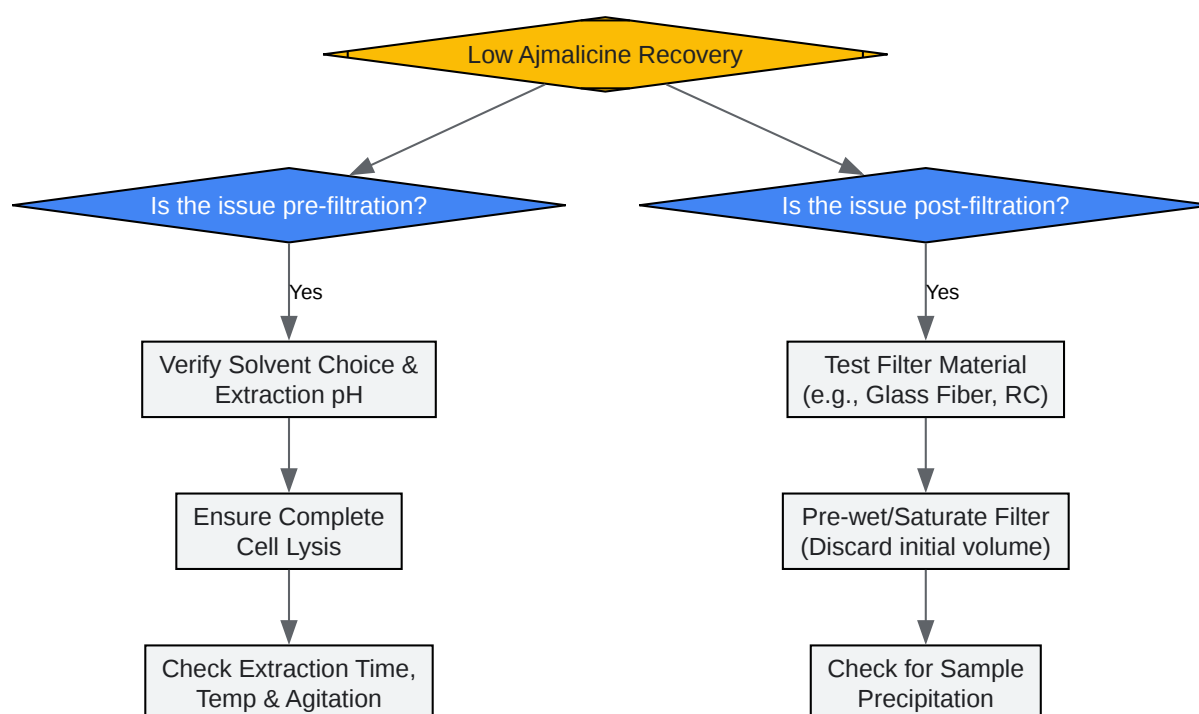 Low Ajmalicine Recovery
Is the issue pre-filtration?
Is the issue post-filtration?
Yes
Yes
Verify Solvent Choice &
Extraction pH
Test Filter Material
(e.g., Glass Fiber, RC)
Ensure Complete
Cell Lysis
Pre-wet/Saturate Filter
(Discard initial volume)
Check Extraction Time,
Temp & Agitation
Check for Sample
Precipitation